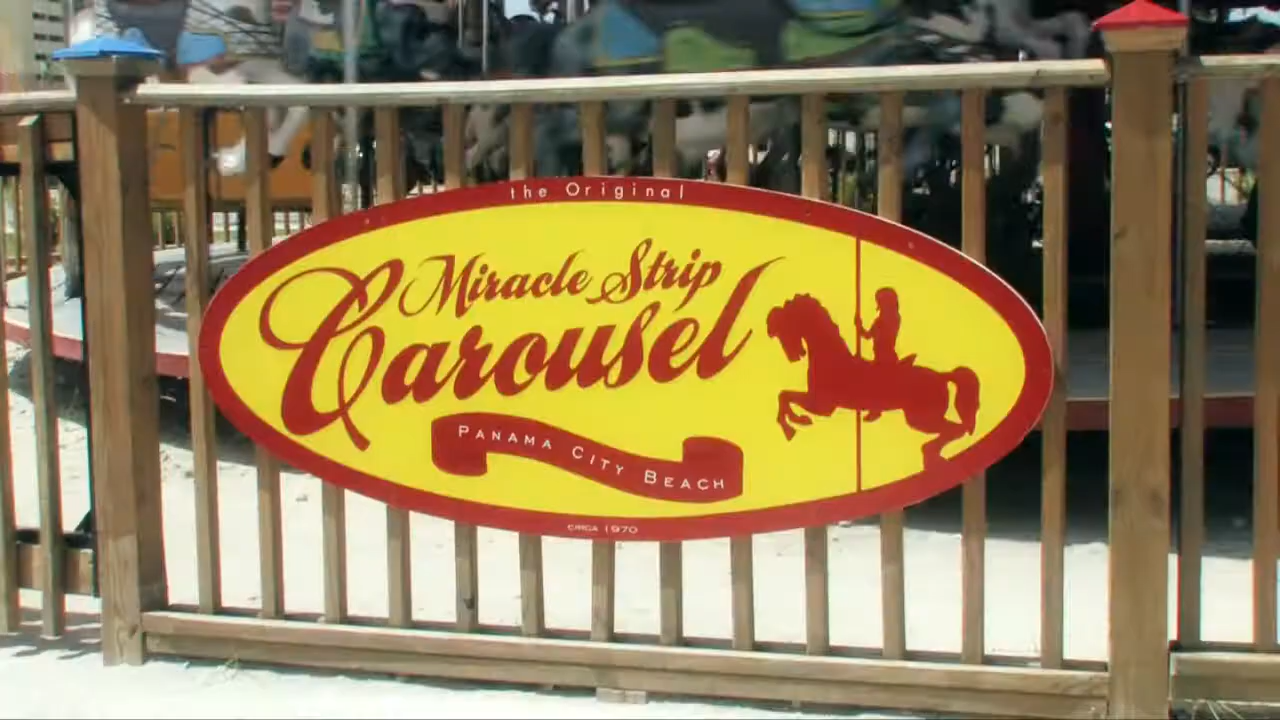 the Original
Miracle Strip
Carousel
PANAMA CITY BEACH
CIRCA 1970